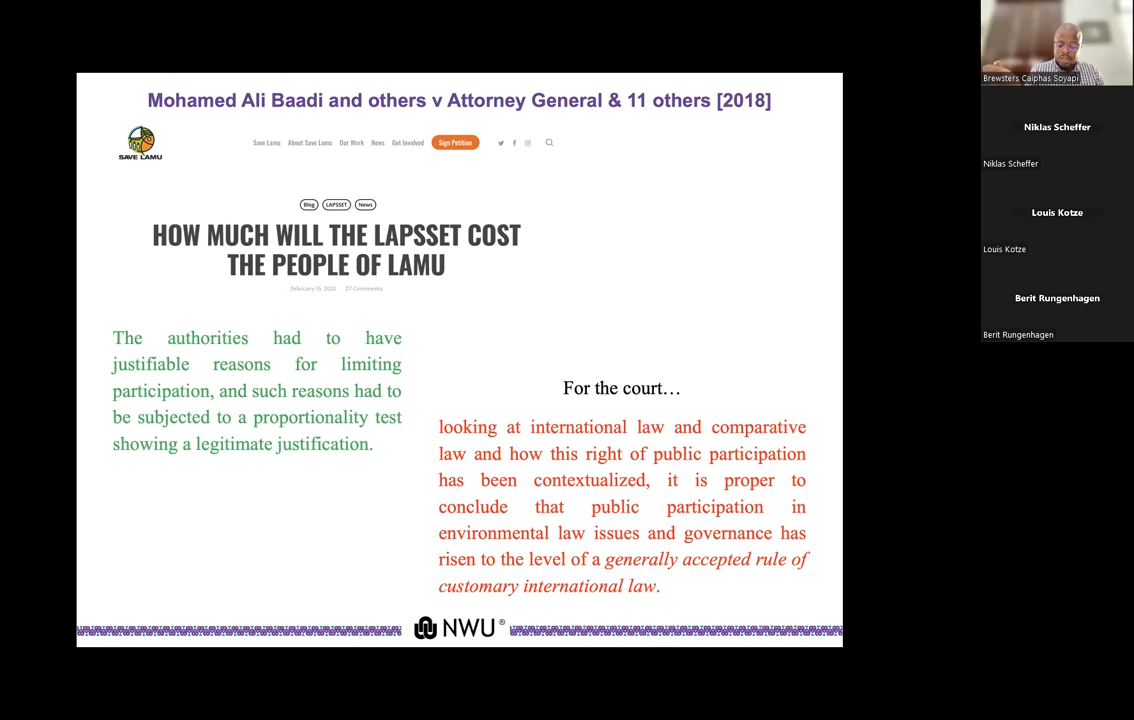 Mohamed Ali Baadi and others v Attorney General & 11 others [2018]
SAVE LAMU
Save Lamu About Save Lamu Our Work News Get Involved Sign Petition
Blog LAPSSET News
HOW MUCH WILL THE LAPSSET COST
THE PEOPLE OF LAMU
February 15, 2021 27 Comments
The authorities had to have
justifiable reasons for limiting
participation, and such reasons had to
be subjected to a proportionality test
showing a legitimate justification.
For the court…
looking at international law and comparative
law and how this right of public participation
has been contextualized, it is proper to
conclude that public participation in
environmental law issues and governance has
risen to the level of a generally accepted rule of
customary international law.
NWU®
Brewsters Caiphas Soyapi
Niklas Scheffer
Niklas Scheffer
Louis Kotze
Louis Kotze
Berit Rungenhagen
Berit Rungenhagen